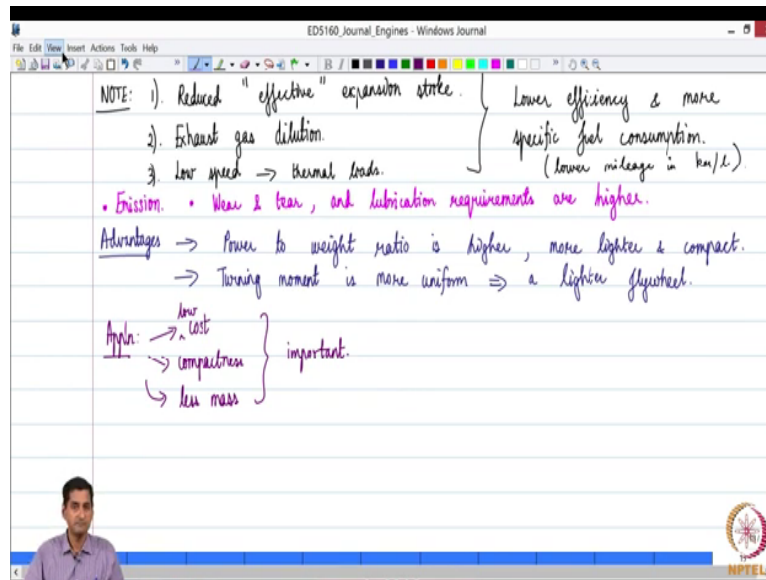 ED5160_Journal_Engines - Windows Journal
File Edit View Insert Actions Tools Help
B I
NOTE: 1). Reduced "effective" expansion stroke.
2). Exhaust gas dilution.
3). Low speed → thermal loads.
Lower efficiency & more
specific fuel consumption.
(lower mileage in km/l).
• Emission. • Wear & tear, and lubrication requirements are higher.
Advantages → Power to weight ratio is higher, more lighter & compact.
→ Turning moment is more uniform ⇒ a lighter flywheel.
Appln: → low cost
→ compactness
→ less mass
important.
NPTEL